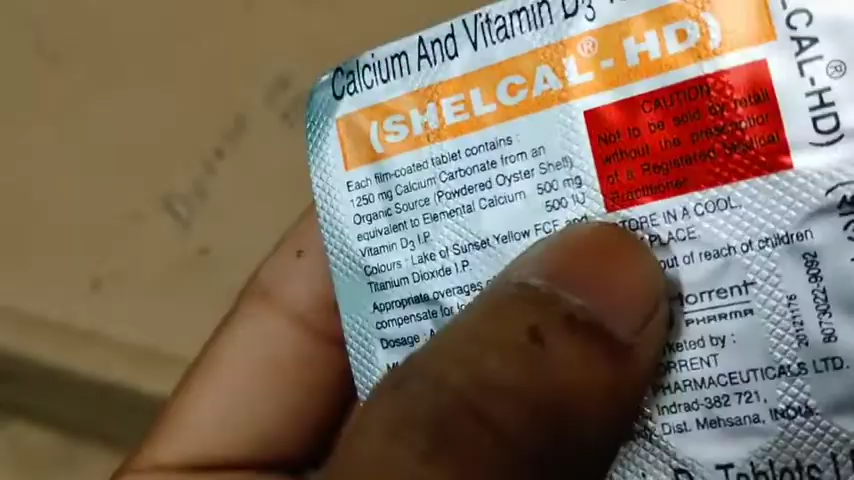 Calcium And Vitamin D3
(SHELCAL®-HD)
Each film-coated tablet contains :
1250 mg Calcium Carbonate from an
Organic Source (Powdered Oyster Shell)
equivalent to Elemental Calcium 500 mg
Vitamin D3 I.P. 500 IU
Colours : Lake of Sunset Yellow FCF and
Titanium Dioxide I.P.
Appropriate overages
compensate for
Dosage :
CAUTION
Not to be sold by retail
without the prescription
of a Registered Medical
Practitioner.
STORE IN A COOL,
PLACE.
out of reach of children
torrent
PHARMA
by :
TORRENT
PHARMACEUTICALS LTD.
Indrad-382 721,
Dist. Mehsana, INDIA.
CAL-HD)
8073022-9092
Tablets